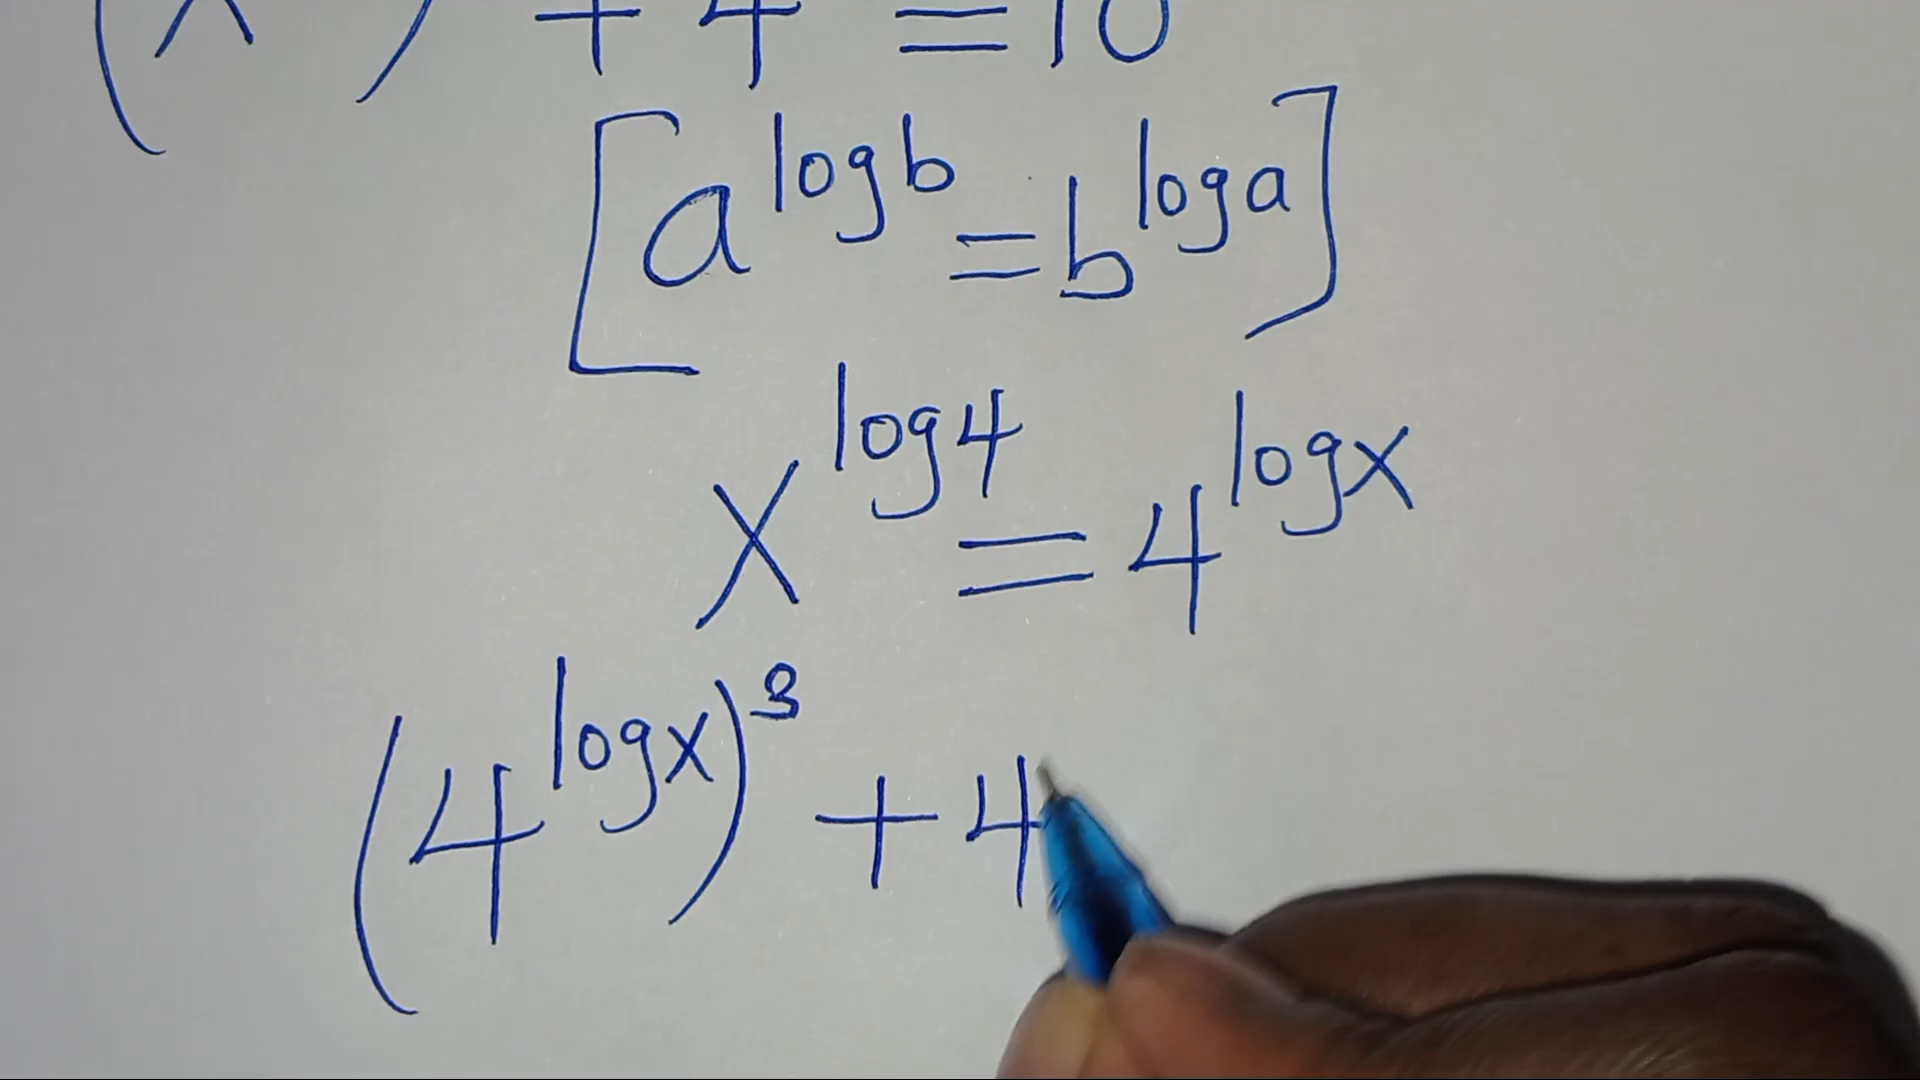 (x ) + 4 = 10
[a^log b = b^log a]
x^log 4 = 4^log x
(4^log x)^3 + 4